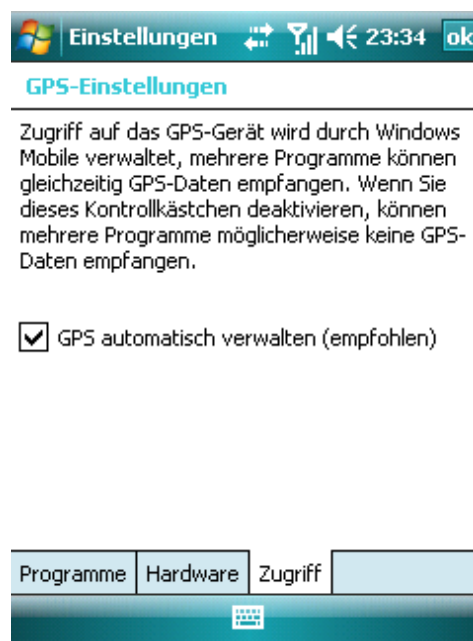 Einstellungen 23:34 ok
GPS-Einstellungen
Zugriff auf das GPS-Gerät wird durch Windows
Mobile verwaltet, mehrere Programme können
gleichzeitig GPS-Daten empfangen. Wenn Sie
dieses Kontrollkästchen deaktivieren, können
mehrere Programme möglicherweise keine GPS-
Daten empfangen.
GPS automatisch verwalten (empfohlen)
Programme Hardware Zugriff